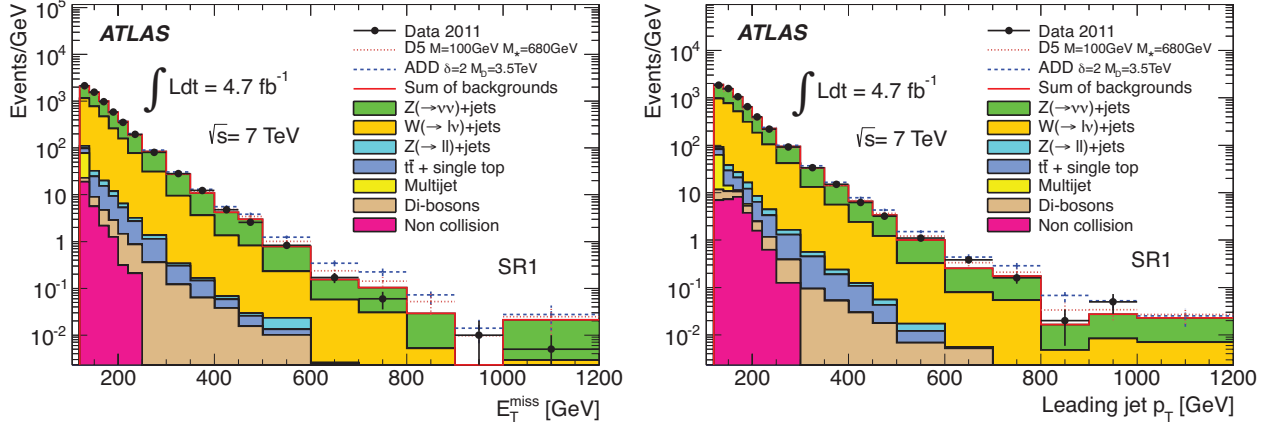 Events/GeV
10⁵
10⁴
10³
10²
10
1
10⁻¹
10⁻²
ATLAS
∫ Ldt = 4.7 fb⁻¹
√s= 7 TeV
Data 2011
D5 M=100GeV M⁎=680GeV
ADD δ=2 M_D=3.5TeV
Sum of backgrounds
Z(→νν)+jets
W(→ lν)+jets
Z(→ ll)+jets
tt̄ + single top
Multijet
Di-bosons
Non collision
SR1
200 400 600 800 1000 1200
E_T^miss [GeV]
Events/GeV
10⁵
10⁴
10³
10²
10
1
10⁻¹
10⁻²
ATLAS
∫ Ldt = 4.7 fb⁻¹
√s= 7 TeV
Data 2011
D5 M=100GeV M⁎=680GeV
ADD δ=2 M_D=3.5TeV
Sum of backgrounds
Z(→νν)+jets
W(→ lν)+jets
Z(→ ll)+jets
tt̄ + single top
Multijet
Di-bosons
Non collision
SR1
200 400 600 800 1000 1200
Leading jet p_T [GeV]